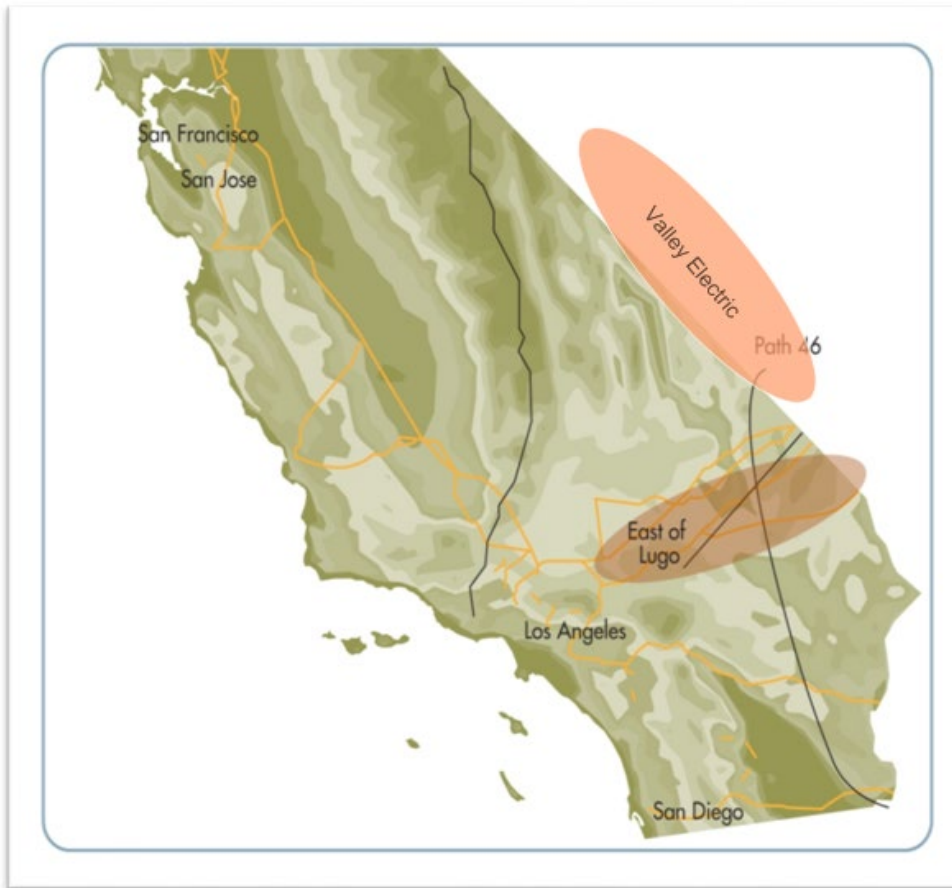 San Francisco
San Jose
Valley Electric
Path 46
East of
Lugo
Los Angeles
San Diego